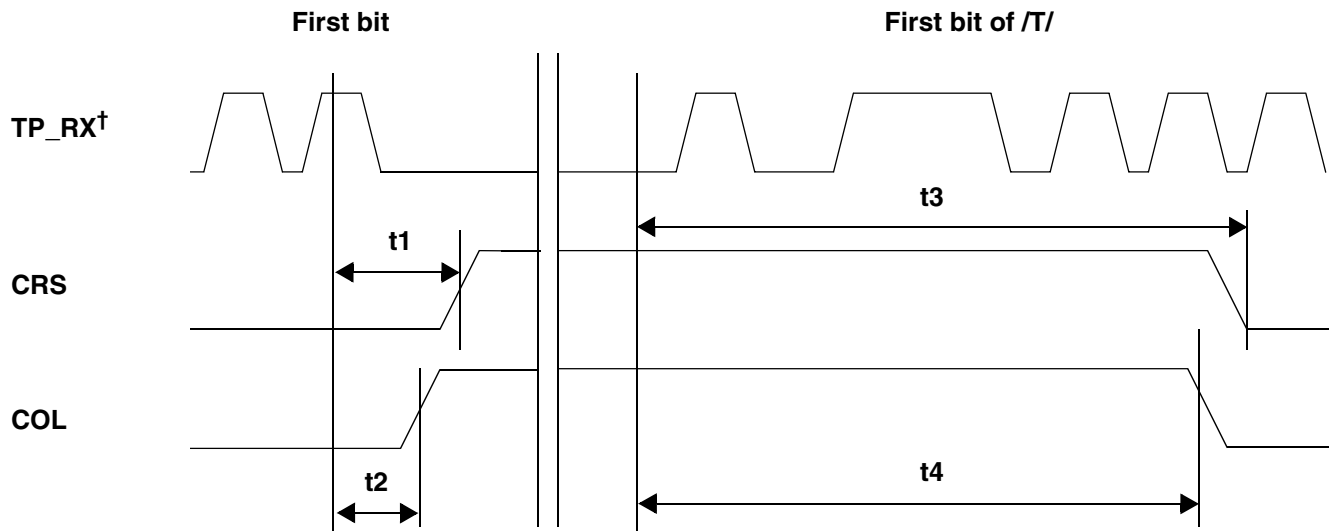 First bit
First bit of /T/
TP_RX†
t3
t1
CRS
COL
t2
t4